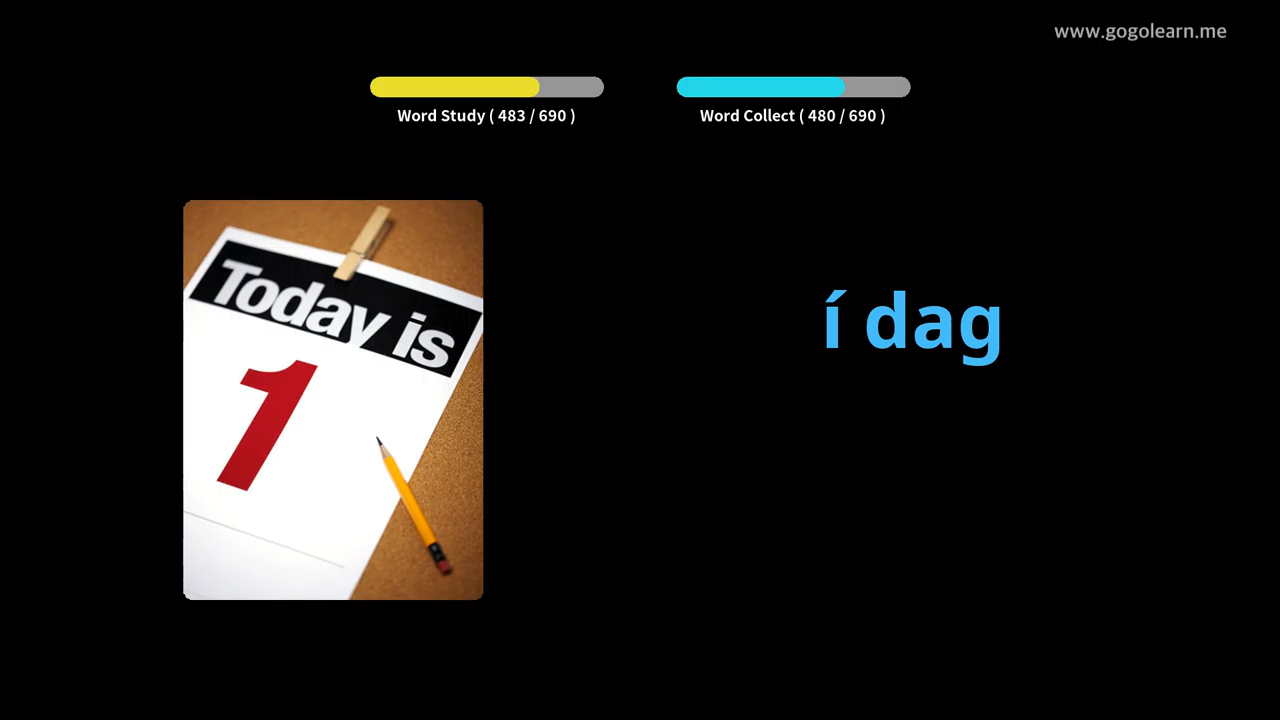 www.gogolearn.me
Word Study ( 483 / 690 )
Word Collect ( 480 / 690 )
Today is
1
í dag